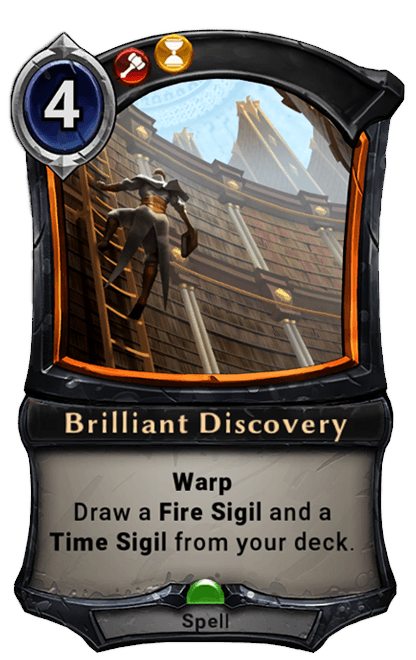 4
Brilliant Discovery
Warp
Draw a Fire Sigil and a
Time Sigil from your deck.
Spell